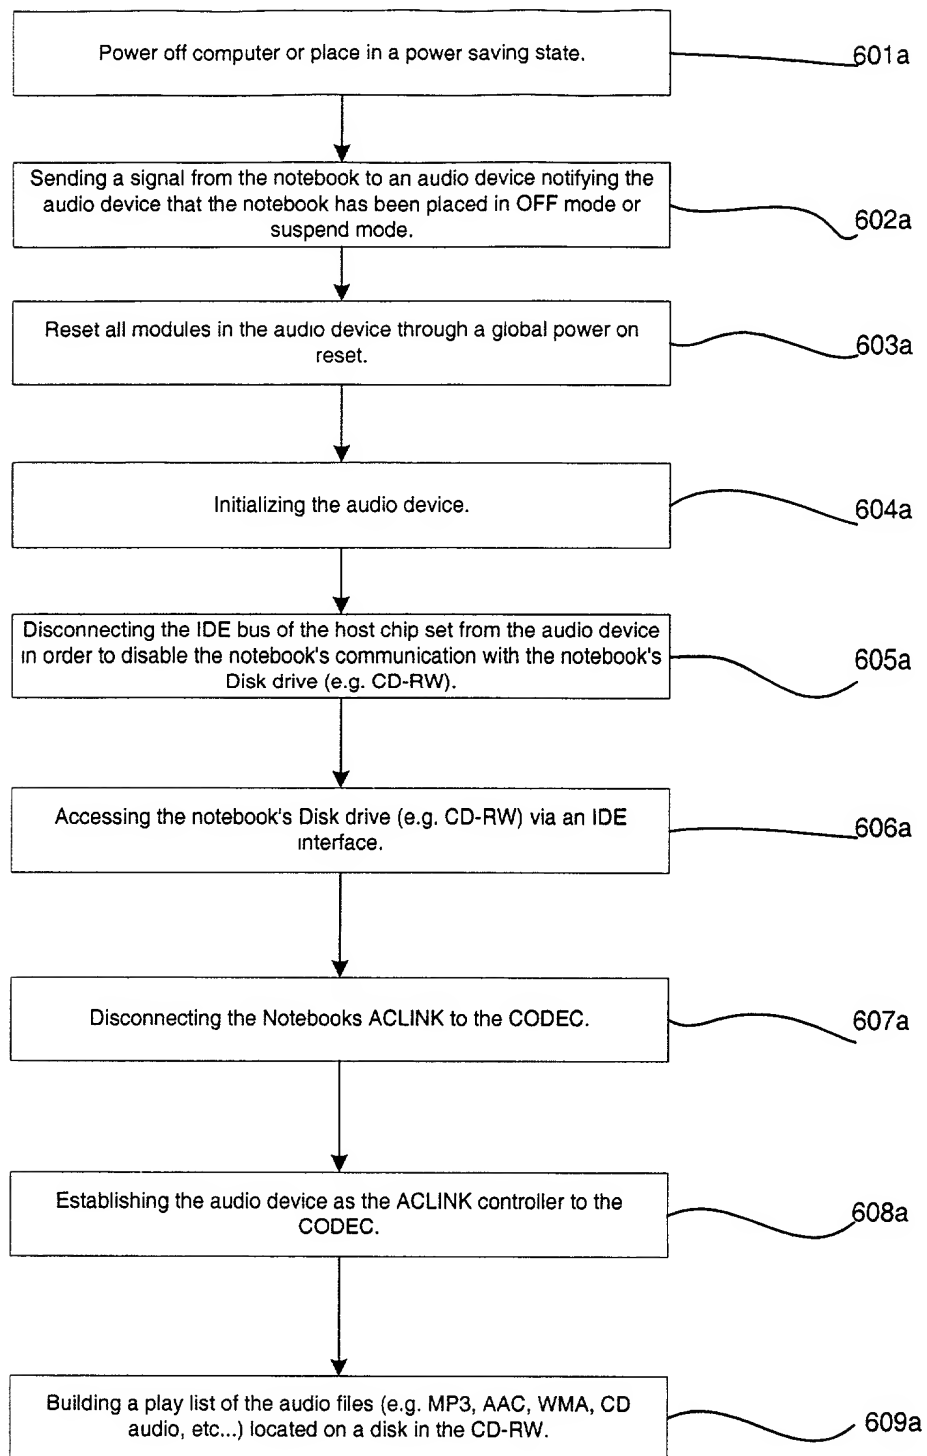 Power off computer or place in a power saving state.
601a
Sending a signal from the notebook to an audio device notifying the
audio device that the notebook has been placed in OFF mode or
suspend mode.
602a
Reset all modules in the audio device through a global power on
reset.
603a
Initializing the audio device.
604a
Disconnecting the IDE bus of the host chip set from the audio device
in order to disable the notebook's communication with the notebook's
Disk drive (e.g. CD-RW).
605a
Accessing the notebook's Disk drive (e.g. CD-RW) via an IDE
interface.
606a
Disconnecting the Notebooks ACLINK to the CODEC.
607a
Establishing the audio device as the ACLINK controller to the
CODEC.
608a
Building a play list of the audio files (e.g. MP3, AAC, WMA, CD
audio, etc...) located on a disk in the CD-RW.
609a